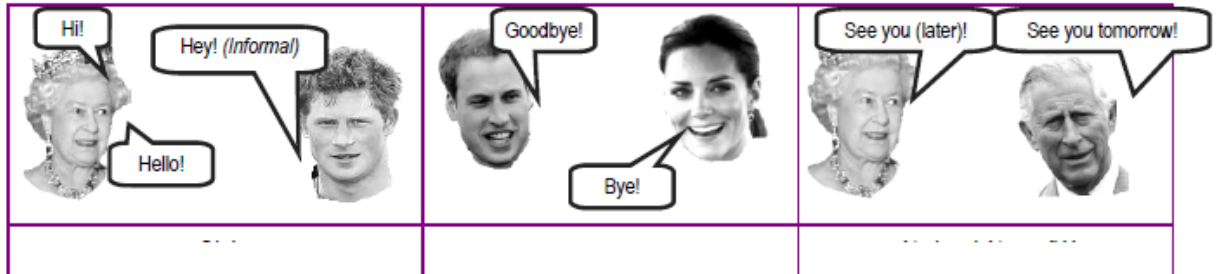 Hi!
Hey! (Informal)
Hello!
Goodbye!
Bye!
See you (later)!
See you tomorrow!